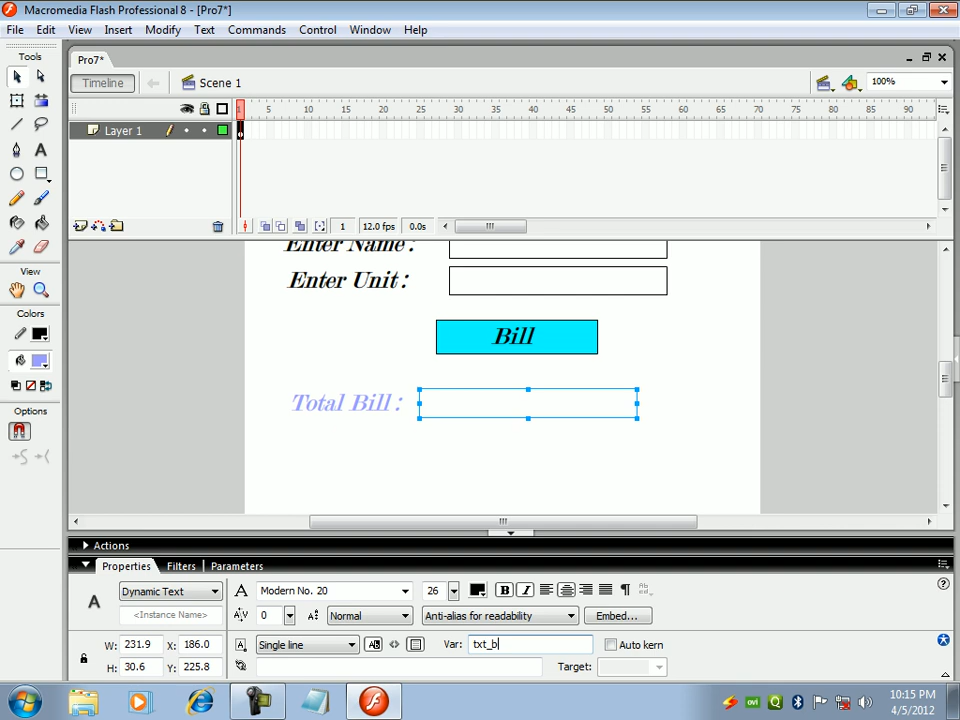 Macromedia Flash Professional 8 - [Pro7*]
File Edit View Insert Modify Text Commands Control Window Help
Tools
Pro7*
Timeline Scene 1 100%
1 5 10 15 20 25 30 35 40 45 50 55 60 65 70 75 80 85 90
Layer 1
1 12.0 fps 0.0s
View
Colors
Options
Enter Name:
Enter Unit:
Bill
Total Bill:
Actions
Properties Filters Parameters
A Dynamic Text A Modern No. 20 26 B I
<Instance Name> A|V 0 Normal Anti-alias for readability Embed...
W: 231.9 X: 186.0 Single line Var: txt_b Auto kern
H: 30.6 Y: 225.8 Target:
10:15 PM
4/5/2012